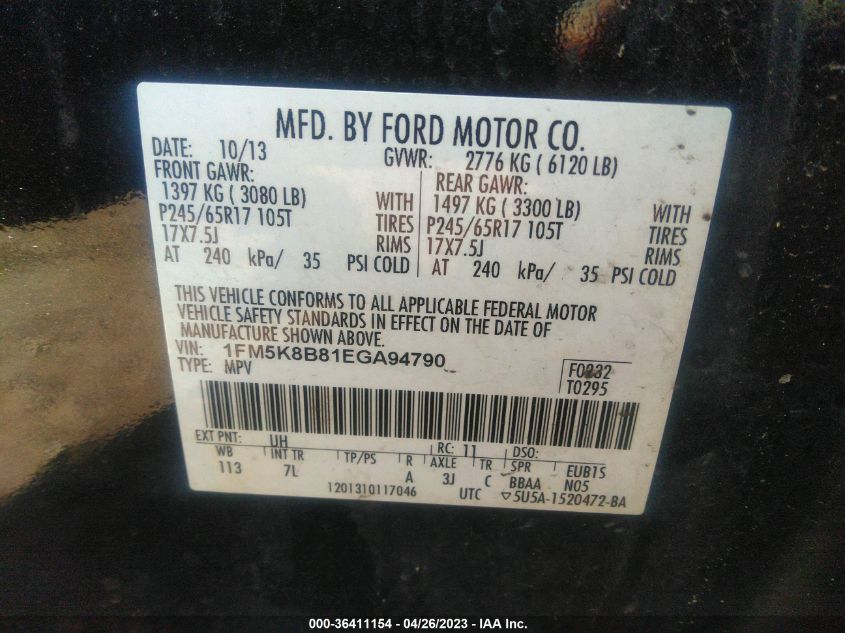 MFD. BY FORD MOTOR CO.
DATE: 10/13 GVWR: 2776 KG ( 6120 LB)
FRONT GAWR: REAR GAWR:
1397 KG ( 3080 LB) WITH 1497 KG ( 3300 LB) WITH
P245/65R17 105T TIRES P245/65R17 105T TIRES
17X7.5J RIMS 17X7.5J RIMS
AT 240 kPa/ 35 PSI COLD AT 240 kPa/ 35 PSI COLD
THIS VEHICLE CONFORMS TO ALL APPLICABLE FEDERAL MOTOR
VEHICLE SAFETY STANDARDS IN EFFECT ON THE DATE OF
MANUFACTURE SHOWN ABOVE.
VIN: 1FM5K8B81EGA94790
TYPE: MPV
F0232
T0295
EXT PNT: UH RC: 11 DSO:
WB INT TR TP/PS R AXLE TR SPR EUB1S
113 7L A 3J C BBAA N05
1201310117046 UTC ▽5U5A-1520472-BA
000-36411154 - 04/26/2023 - IAA Inc.